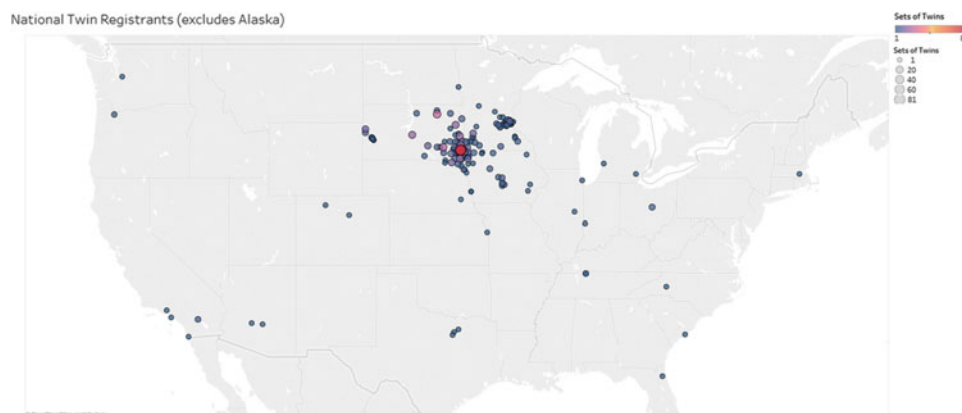 National Twin Registrants (excludes Alaska)
Sets of Twins
1
Sets of Twins
1
20
40
60
81